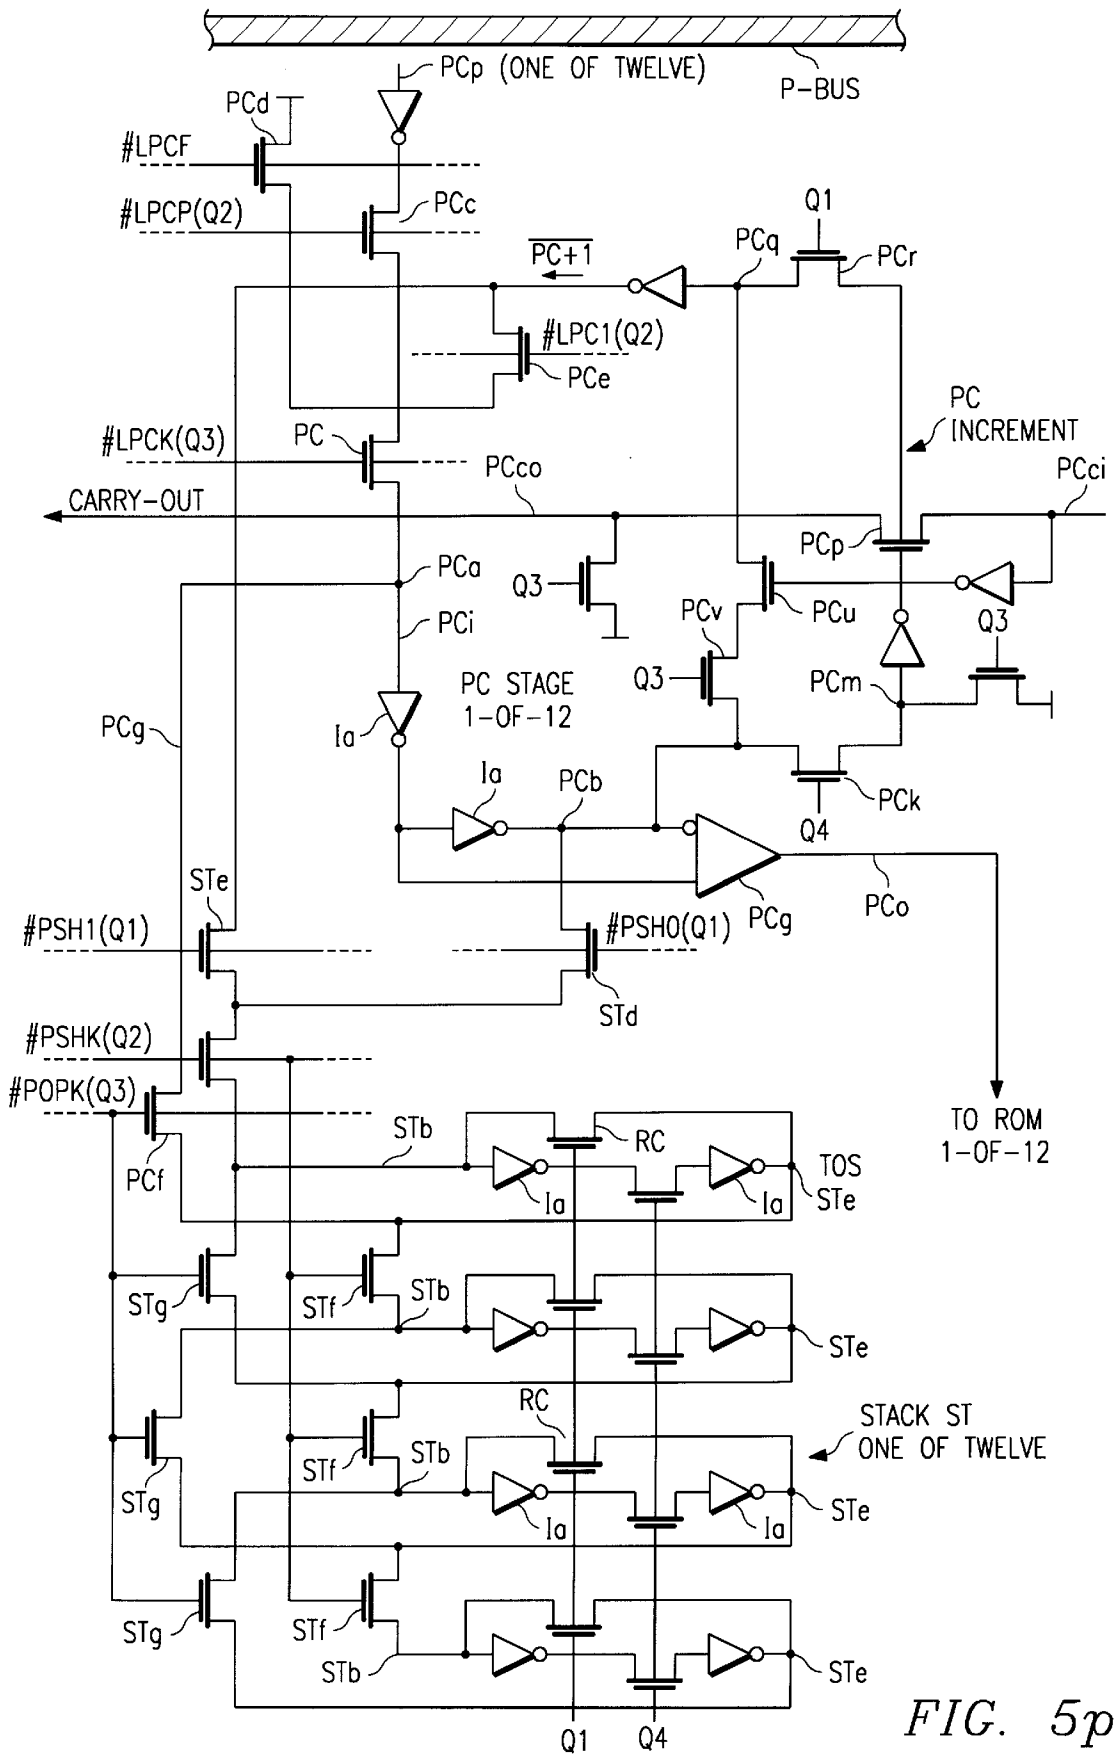 PCp (ONE OF TWELVE)
P-BUS
PCd
#LPCF
PCc
#LPCP(Q2)
Q1
PCq
PCr
PC+1
#LPC1(Q2)
PCe
PC
INCREMENT
#LPCK(Q3)
PC
PCco
PCci
CARRY-OUT
PCp
PCa
Q3
PCu
PCi
PCv
Q3
Q3
PC STAGE
1-OF-12
PCm
PCg
Ia
Ia
PCb
PCk
Q4
STe
PCg
PCo
#PSH1(Q1)
#PSH0(Q1)
STd
#PSHK(Q2)
#POPK(Q3)
TO ROM
1-OF-12
STb
RC
PCf
Ia
Ia
TOS
STe
STg
STf
STb
STe
RC
STACK ST
ONE OF TWELVE
STg
STf
STb
Ia
Ia
STe
STg
STf
STb
STe
Q1
Q4
FIG. 5p